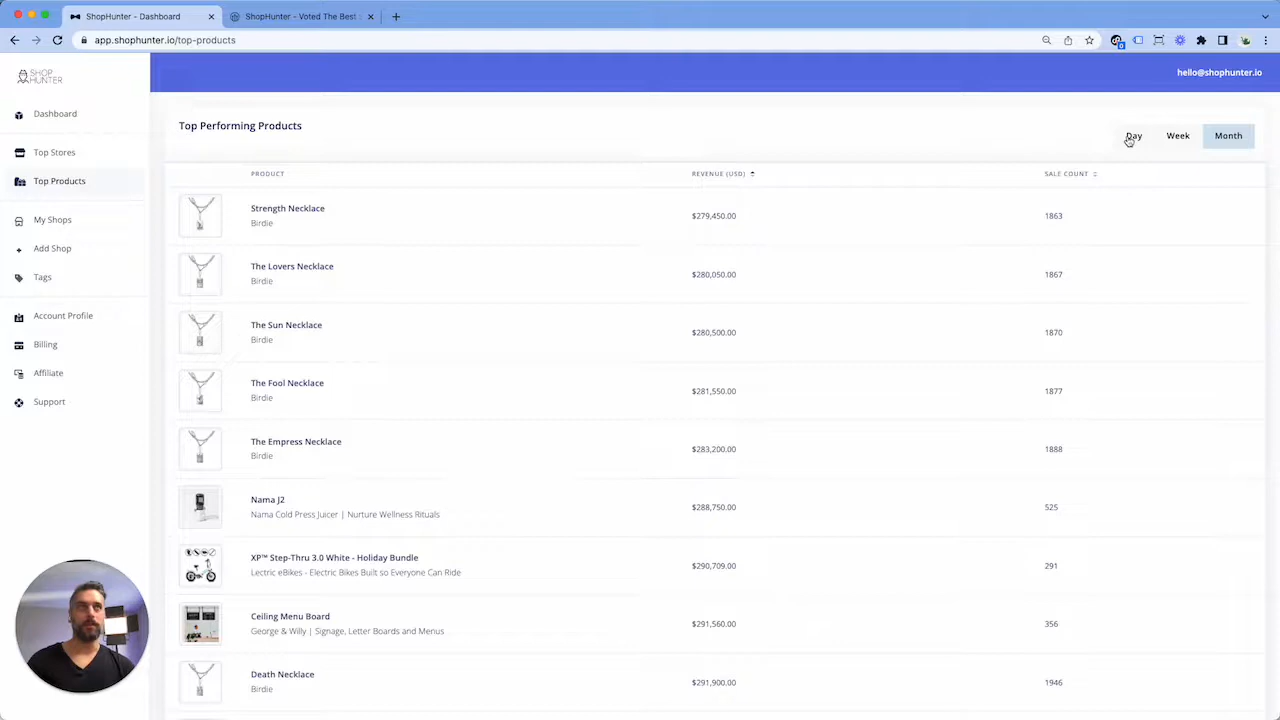 ShopHunter - Dashboard
ShopHunter - Voted The Best
app.shophunter.io/top-products
SHOP
HUNTER
hello@shophunter.io
Dashboard
Top Stores
Top Products
My Shops
Add Shop
Tags
Account Profile
Billing
Affiliate
Support
Top Performing Products
Day Week Month
PRODUCT REVENUE (USD) SALE COUNT
Strength Necklace
Birdie
$279,450.00 1863
The Lovers Necklace
Birdie
$280,050.00 1867
The Sun Necklace
Birdie
$280,500.00 1870
The Fool Necklace
Birdie
$281,550.00 1877
The Empress Necklace
Birdie
$283,200.00 1888
Nama J2
Nama Cold Press Juicer | Nurture Wellness Rituals
$288,750.00 525
XP™ Step-Thru 3.0 White - Holiday Bundle
Lectric eBikes - Electric Bikes Built so Everyone Can Ride
$290,709.00 291
Ceiling Menu Board
George & Willy | Signage, Letter Boards and Menus
$291,560.00 356
Death Necklace
Birdie
$291,900.00 1946